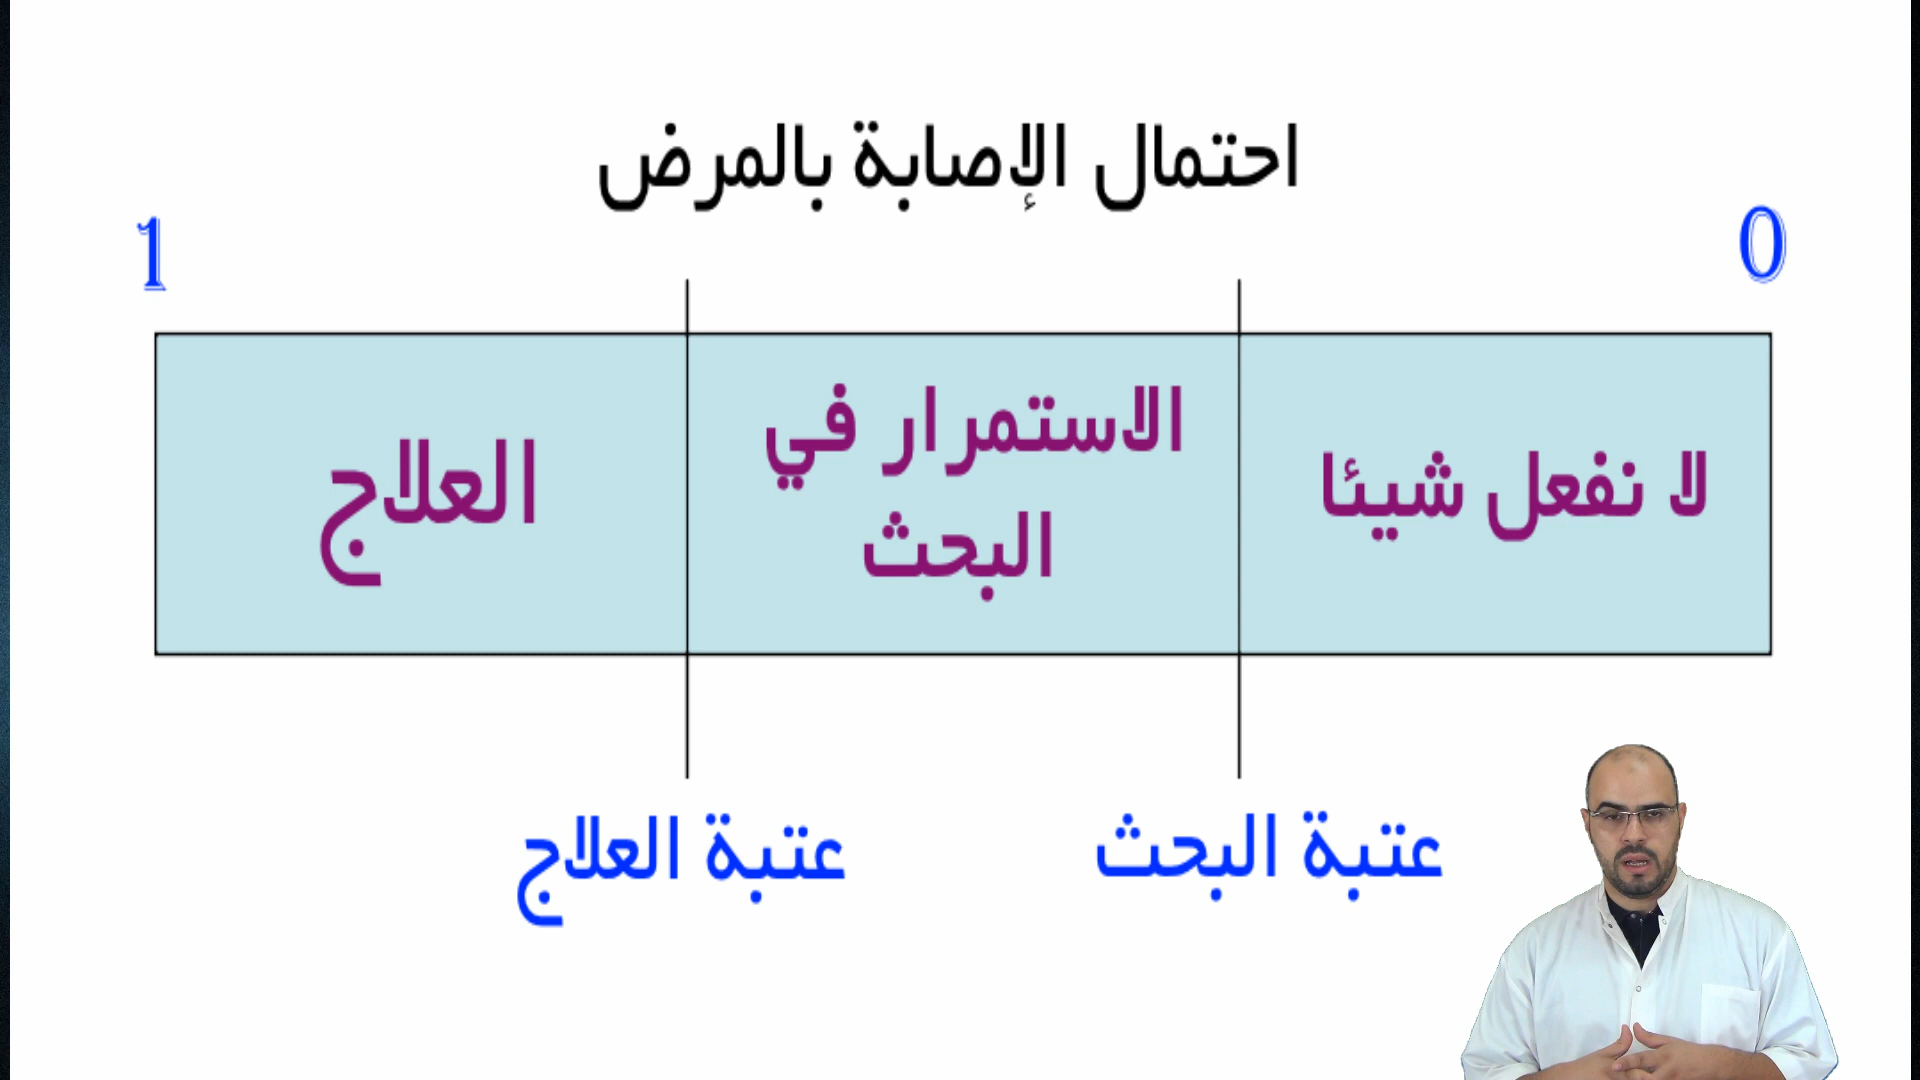 احتمال الإصابة بالمرض
0
1
لا نفعل شيئا
الاستمرار في
البحث
العلاج
عتبة البحث
عتبة العلاج